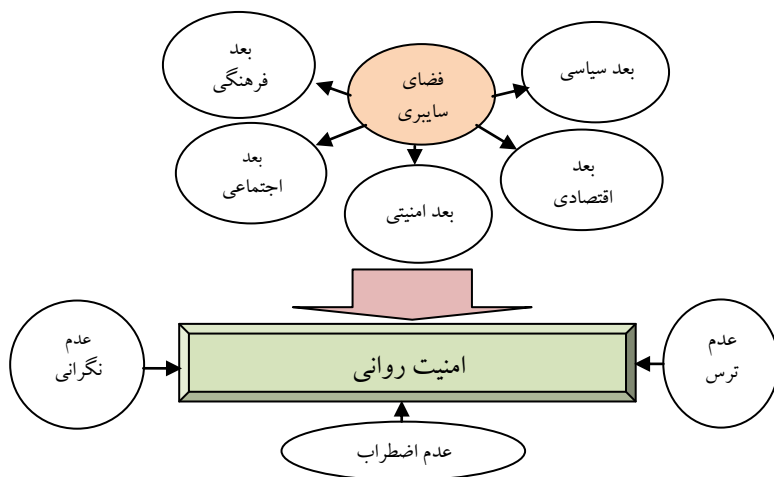 فضای
سایبری
بعد سیاسی
بعد
فرهنگی
بعد
اقتصادی
بعد
اجتماعی
بعد امنیتی
امنیت روانی
عدم
ترس
عدم
نگرانی
عدم اضطراب